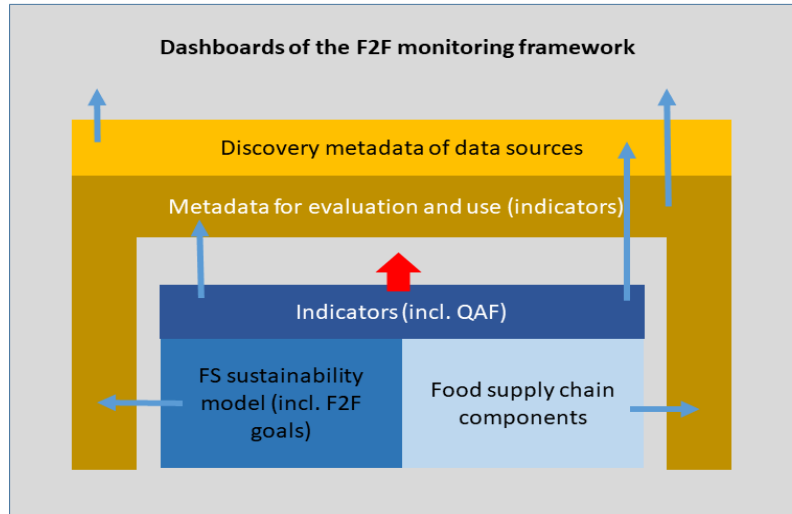 Dashboards of the F2F monitoring framework
Discovery metadata of data sources
Metadata for evaluation and use (indicators)
Indicators (incl. QAF)
FS sustainability
model (incl. F2F
goals)
Food supply chain
components